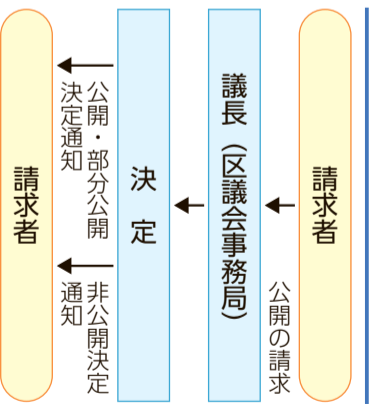 請求者
公開の請求
議長（区議会事務局）
決定
公開・部分公開
決定通知
非公開決定
通知
請求者